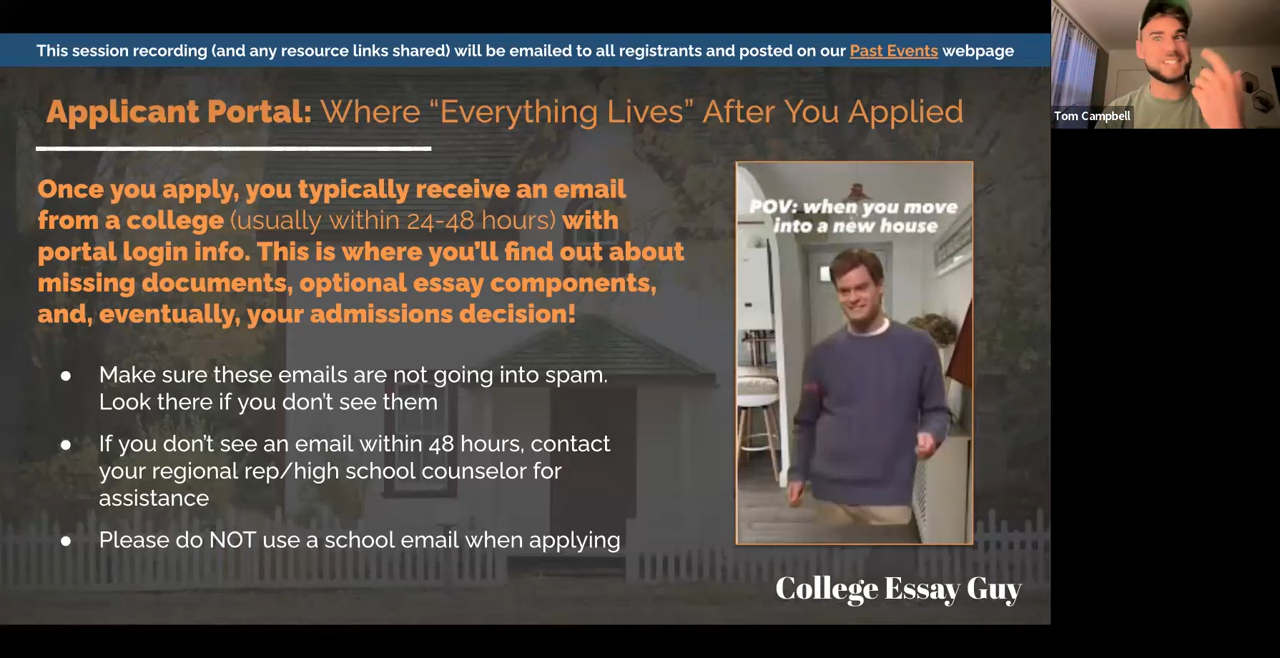 This session recording (and any resource links shared) will be emailed to all registrants and posted on our Past Events webpage
Tom Campbell
Applicant Portal: Where “Everything Lives” After You Applied
Once you apply, you typically receive an email
from a college (usually within 24-48 hours) with
portal login info. This is where you’ll find out about
missing documents, optional essay components,
and, eventually, your admissions decision!
● Make sure these emails are not going into spam.
Look there if you don’t see them
● If you don’t see an email within 48 hours, contact
your regional rep/high school counselor for
assistance
● Please do NOT use a school email when applying
POV: when you move
into a new house
College Essay Guy